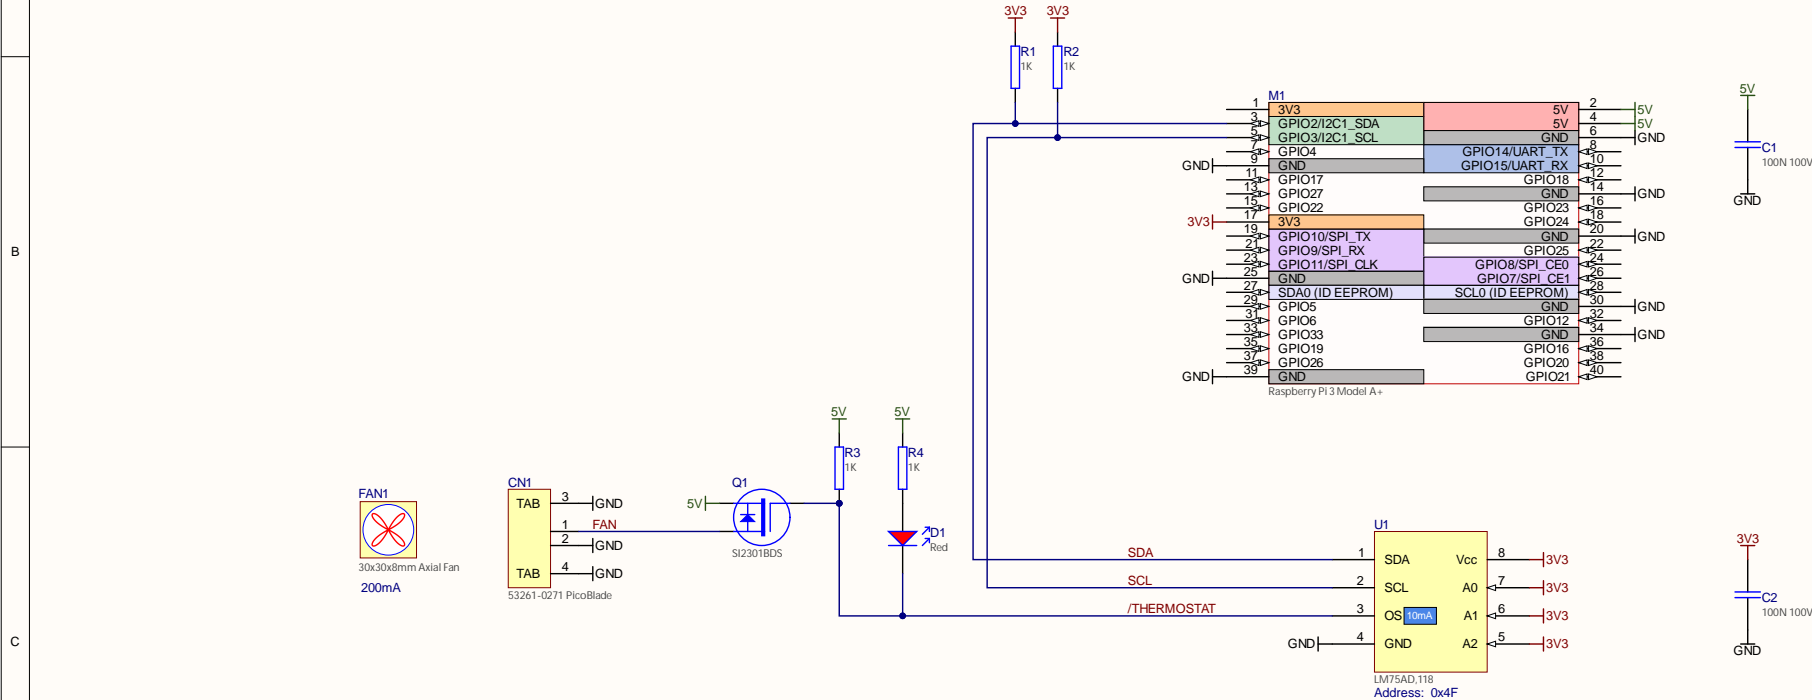 3V3 3V3
R1
1K
R2
1K
B
M1
1 3V3 5V 2 5V
3 GPIO2/I2C1_SDA 5V 4 5V
5 GPIO3/I2C1_SCL GND 6 GND
7 GPIO4 GPIO14/UART_TX 8
GND 9 GND GPIO15/UART_RX 10
11 GPIO17 GPIO18 12
13 GPIO27 GND 14 GND
15 GPIO22 GPIO23 16
3V3 17 3V3 GPIO24 18
19 GPIO10/SPI_TX GND 20 GND
21 GPIO9/SPI_RX GPIO25 22
23 GPIO11/SPI_CLK GPIO8/SPI_CE0 24
GND 25 GND GPIO7/SPI_CE1 26
27 SDA0 (ID EEPROM) SCL0 (ID EEPROM) 28
29 GPIO5 GND 30 GND
31 GPIO6 GPIO12 32
33 GPIO33 GND 34 GND
35 GPIO19 GPIO16 36
37 GPIO26 GPIO20 38
GND 39 GND GPIO21 40
Raspberry Pi 3 Model A+
5V
C1
100N 100V
GND
FAN1
30x30x8mm Axial Fan
200mA
CN1
TAB 3 GND
1 FAN
2 GND
TAB 4 GND
53261-0271 PicoBlade
5V
Q1
SI2301BDS
5V
R3
1K
5V
R4
1K
D1
Red
SDA
SCL
/THERMOSTAT
U1
1 SDA Vcc 8 3V3
2 SCL A0 7 3V3
3 OS 10mA A1 6 3V3
GND 4 GND A2 5 3V3
LM75AD,118
Address: 0x4F
3V3
C2
100N 100V
GND
C